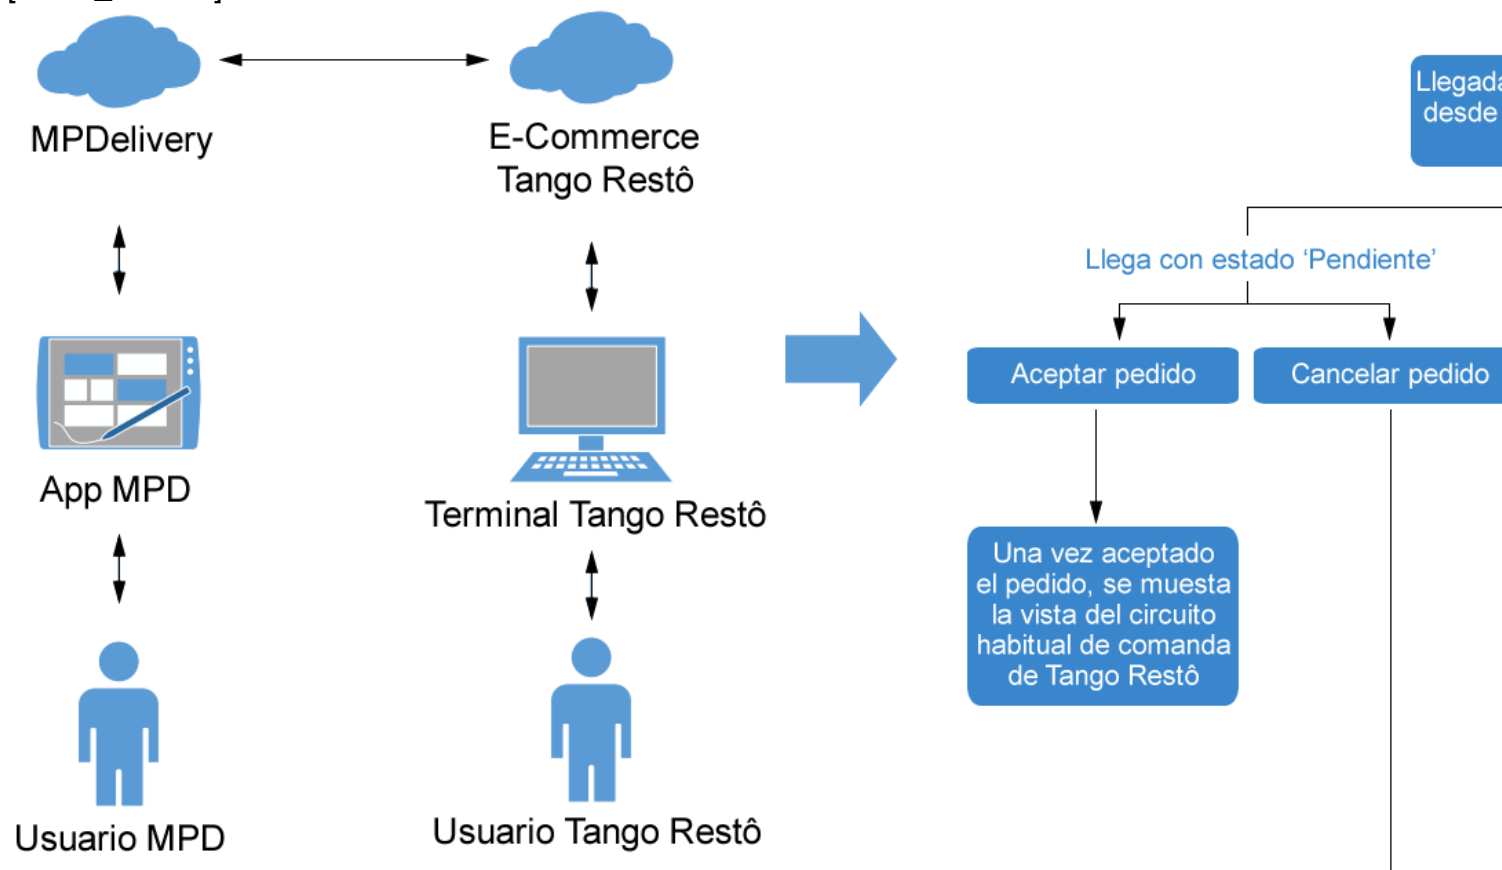 MPDelivery
E-Commerce
Tango Restô
App MPD
Terminal Tango Restô
Usuario MPD
Usuario Tango Restô
desde
Llega con estado ‘Pendiente’
Aceptar pedido
Cancelar pedido
Una vez aceptado
el pedido, se muesta
la vista del circuito
habitual de comanda
de Tango Restô